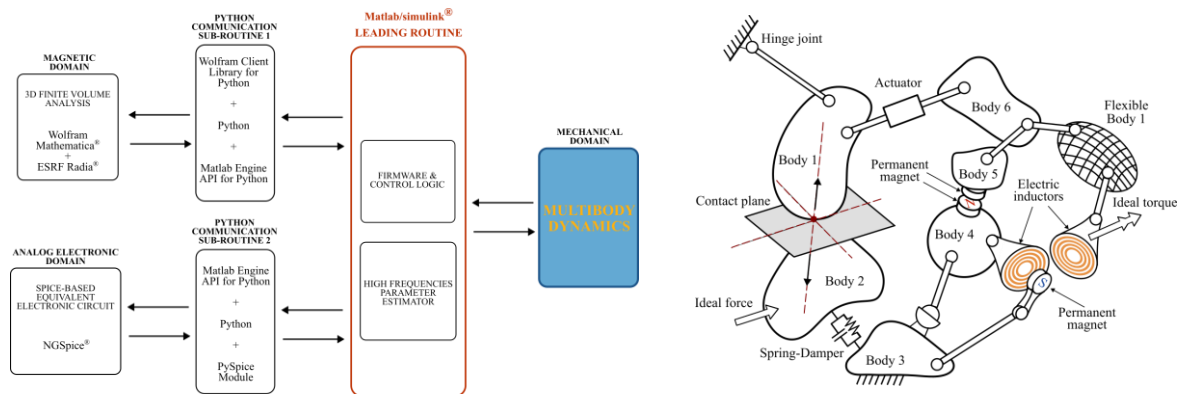 MAGNETIC
DOMAIN
3D FINITE VOLUME
ANALYSIS
Wolfram
Mathematica®
+
ESRF Radia®
ANALOG ELECTRONIC
DOMAIN
SPICE-BASED
EQUIVALENT
ELECTRONIC CIRCUIT
NGSpice®
PYTHON
COMMUNICATION
SUB-ROUTINE 1
Wolfram Client
Library for
Python
+
Python
+
Matlab Engine
API for Python
PYTHON
COMMUNICATION
SUB-ROUTINE 2
Matlab Engine
API for Python
+
Python
+
PySpice
Module
Matlab/simulink®
LEADING ROUTINE
FIRMWARE &
CONTROL LOGIC
HIGH FREQUENCIES
PARAMETER
ESTIMATOR
MECHANICAL
DOMAIN
MULTIBODY
DYNAMICS
Hinge joint
Actuator
Body 6
Flexible
Body 1
Body 1
Permanent
magnet
Body 5
Electric
inductors
Ideal torque
Contact plane
Body 4
Body 2
S
Ideal force
Permanent
magnet
Spring-Damper
Body 3